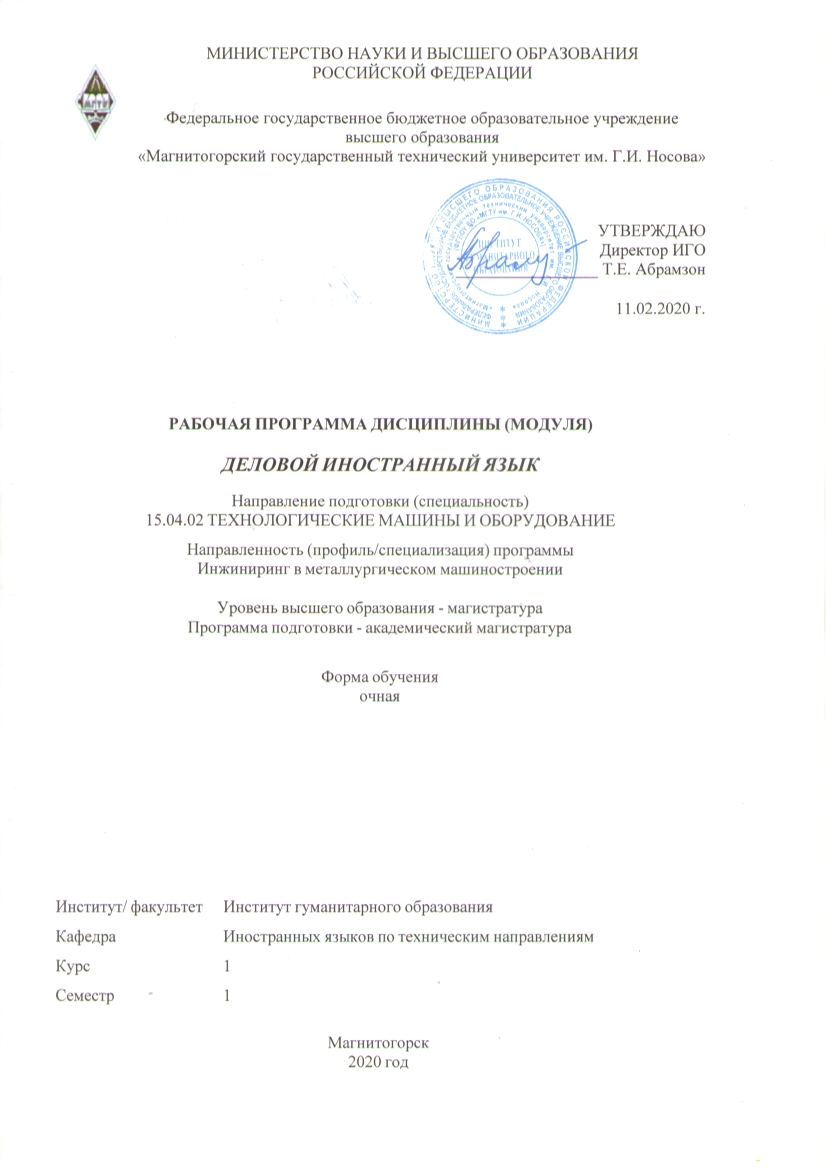 МИНИСТЕРСТВО НАУКИ И ВЫСШЕГО ОБРАЗОВАНИЯ
РОССИЙСКОЙ ФЕДЕРАЦИИ
Федеральное государственное бюджетное образовательное учреждение
высшего образования
«Магнитогорский государственный технический университет им. Г.И. Носова»
УТВЕРЖДАЮ
Директор ИГО
Т.Е. Абрамзон
11.02.2020 г.
РАБОЧАЯ ПРОГРАММА ДИСЦИПЛИНЫ (МОДУЛЯ)
ДЕЛОВОЙ ИНОСТРАННЫЙ ЯЗЫК
Направление подготовки (специальность)
15.04.02 ТЕХНОЛОГИЧЕСКИЕ МАШИНЫ И ОБОРУДОВАНИЕ
Направленность (профиль/специализация) программы
Инжиниринг в металлургическом машиностроении
Уровень высшего образования - магистратура
Программа подготовки - академический магистратура
Форма обучения
очная
Институт/ факультет Институт гуманитарного образования
Кафедра Иностранных языков по техническим направлениям
Курс 1
Семестр 1
Магнитогорск
2020 год